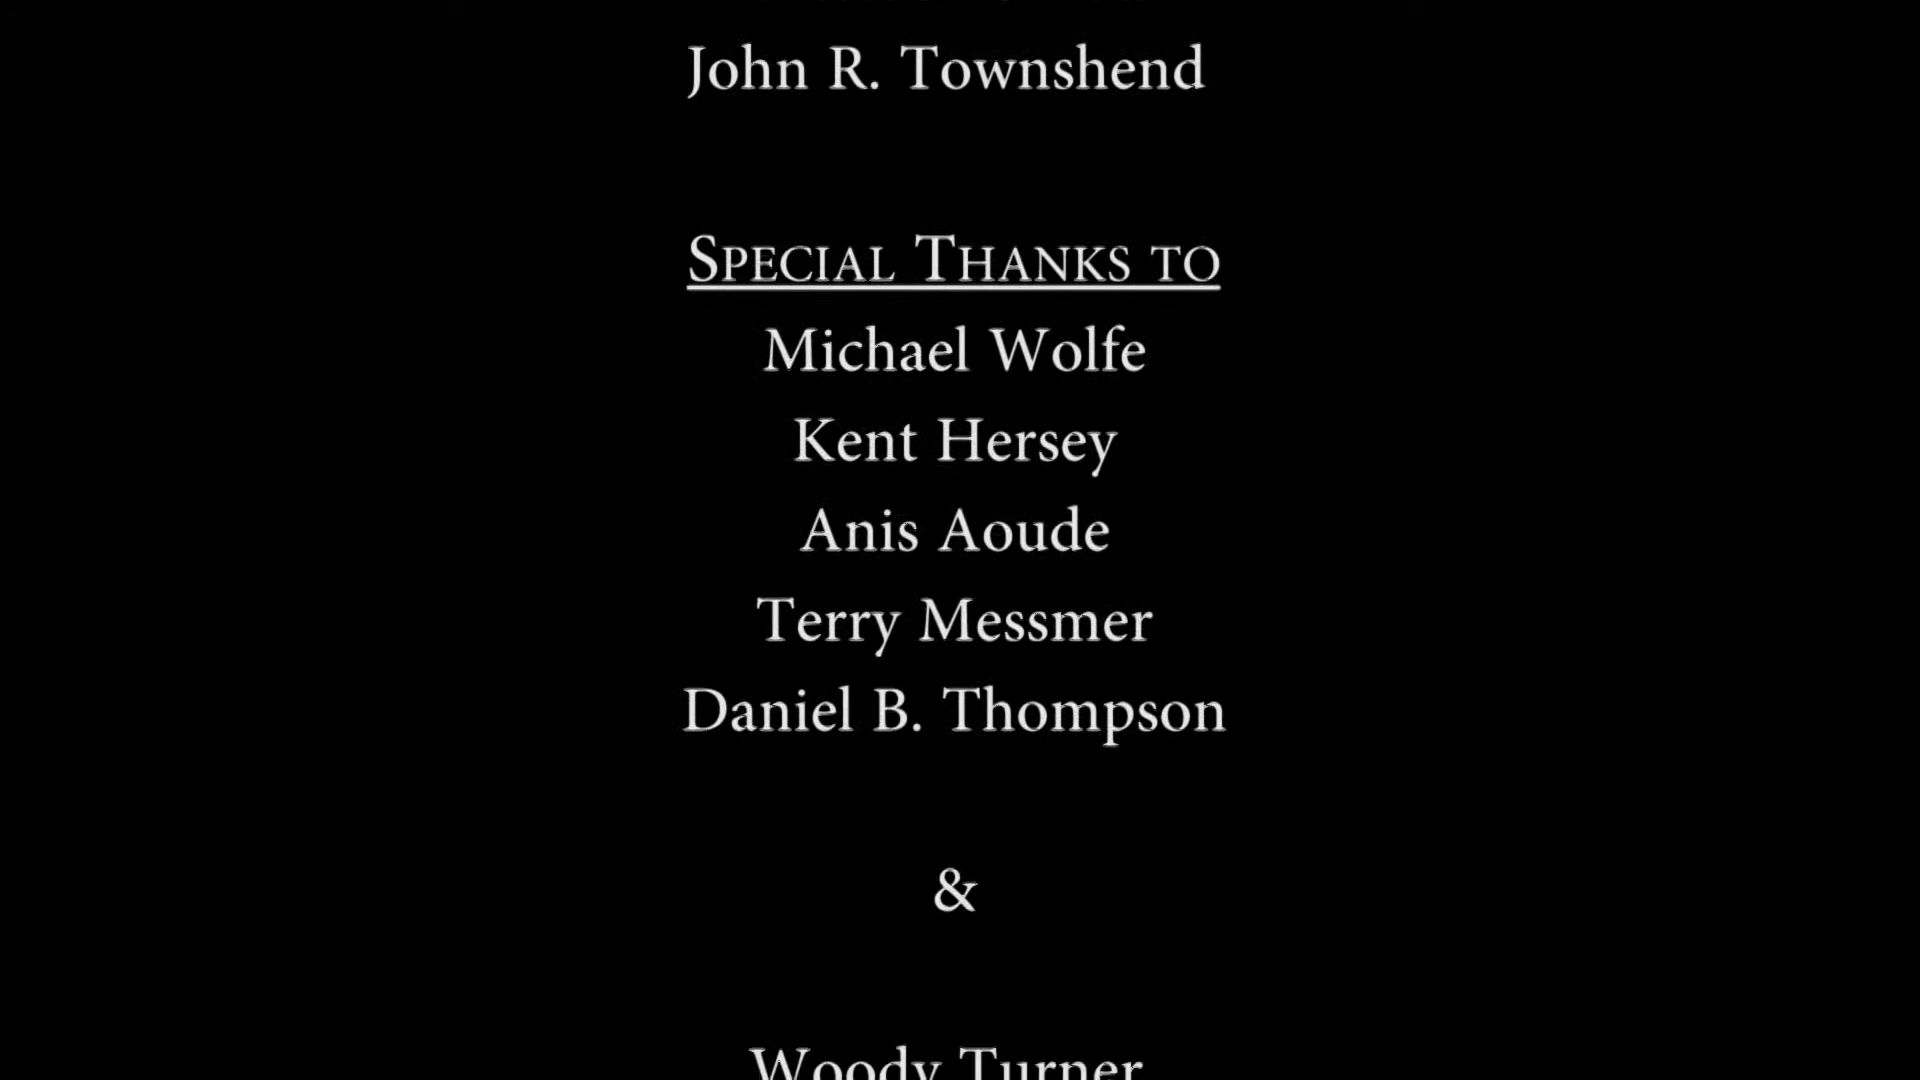 John R. Townshend
Special Thanks to
Michael Wolfe
Kent Hersey
Anis Aoude
Terry Messmer
Daniel B. Thompson
&
Woody Turner